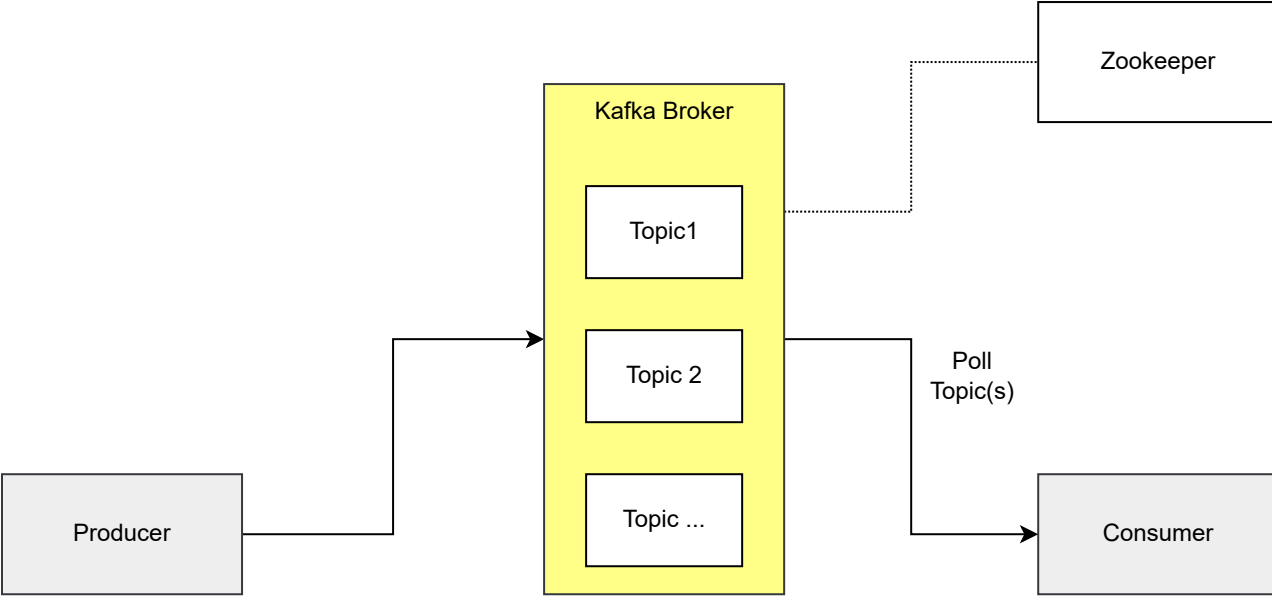 Zookeeper
Kafka Broker
Topic1
Topic 2
Poll
Topic(s)
Topic ...
Producer
Consumer